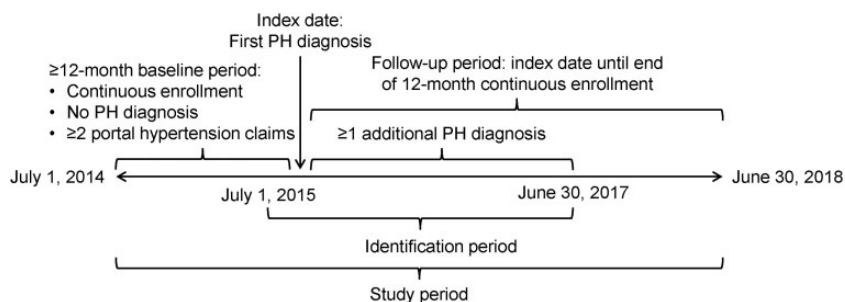 Index date:
First PH diagnosis
≥12-month baseline period:
• Continuous enrollment
• No PH diagnosis
• ≥2 portal hypertension claims
Follow-up period: index date until end
of 12-month continuous enrollment
≥1 additional PH diagnosis
July 1, 2014
July 1, 2015
June 30, 2017
June 30, 2018
Identification period
Study period